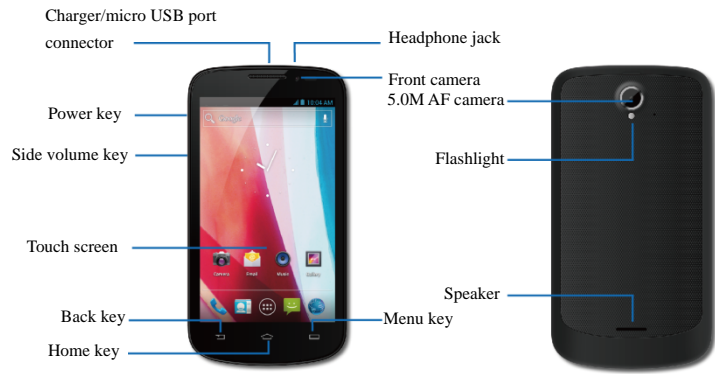 Charger/micro USB port
connector
Headphone jack
Front camera
5.0M AF camera
10:04 AM
Google
Power key
Side volume key
Flashlight
Touch screen
Camera
Email
Music
Gallery
Speaker
Back key
Menu key
Home key